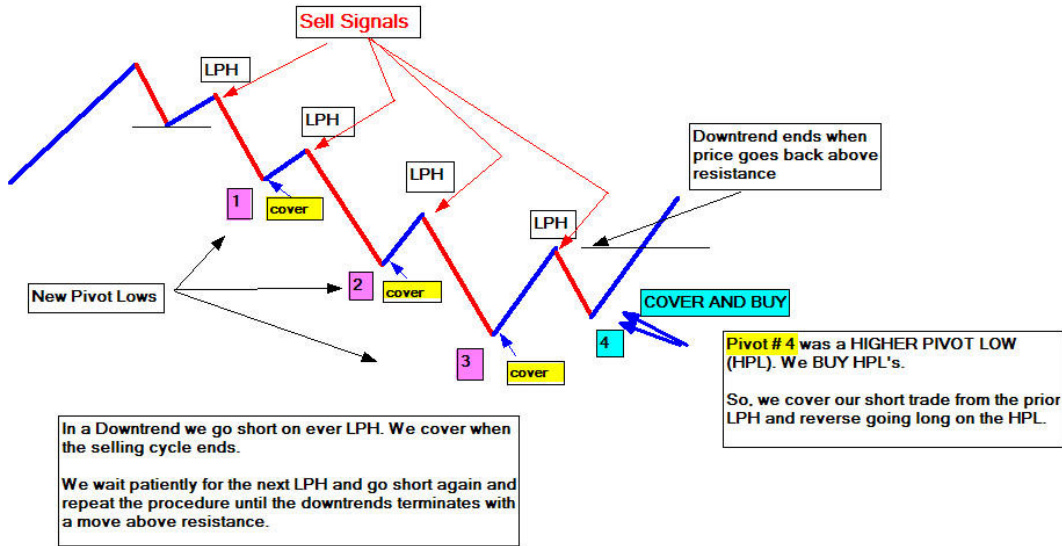 Sell Signals
LPH
LPH
LPH
LPH
Downtrend ends when
price goes back above
resistance
1
cover
2
cover
3
cover
4
New Pivot Lows
COVER AND BUY
Pivot # 4 was a HIGHER PIVOT LOW
(HPL). We BUY HPL's.
So, we cover our short trade from the prior
LPH and reverse going long on the HPL.
In a Downtrend we go short on ever LPH. We cover when
the selling cycle ends.
We wait patiently for the next LPH and go short again and
repeat the procedure until the downtrends terminates with
a move above resistance.